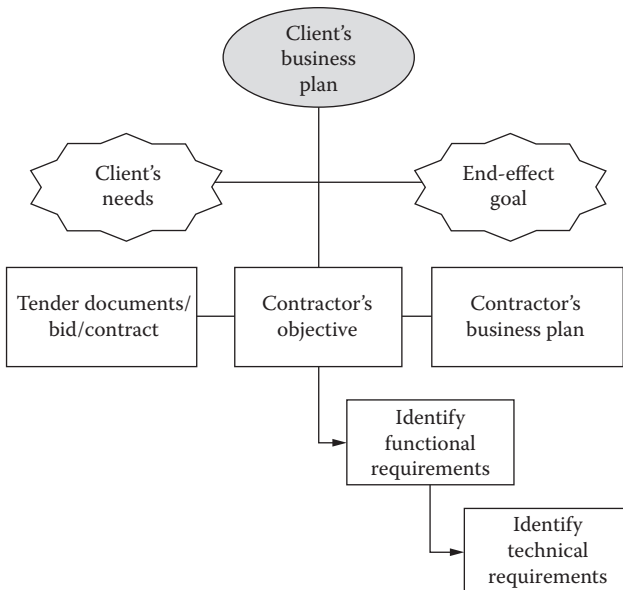 Client's
business
plan
Client's
needs
End-effect
goal
Tender documents/
bid/contract
Contractor's
objective
Contractor's
business plan
Identify
functional
requirements
Identify
technical
requirements